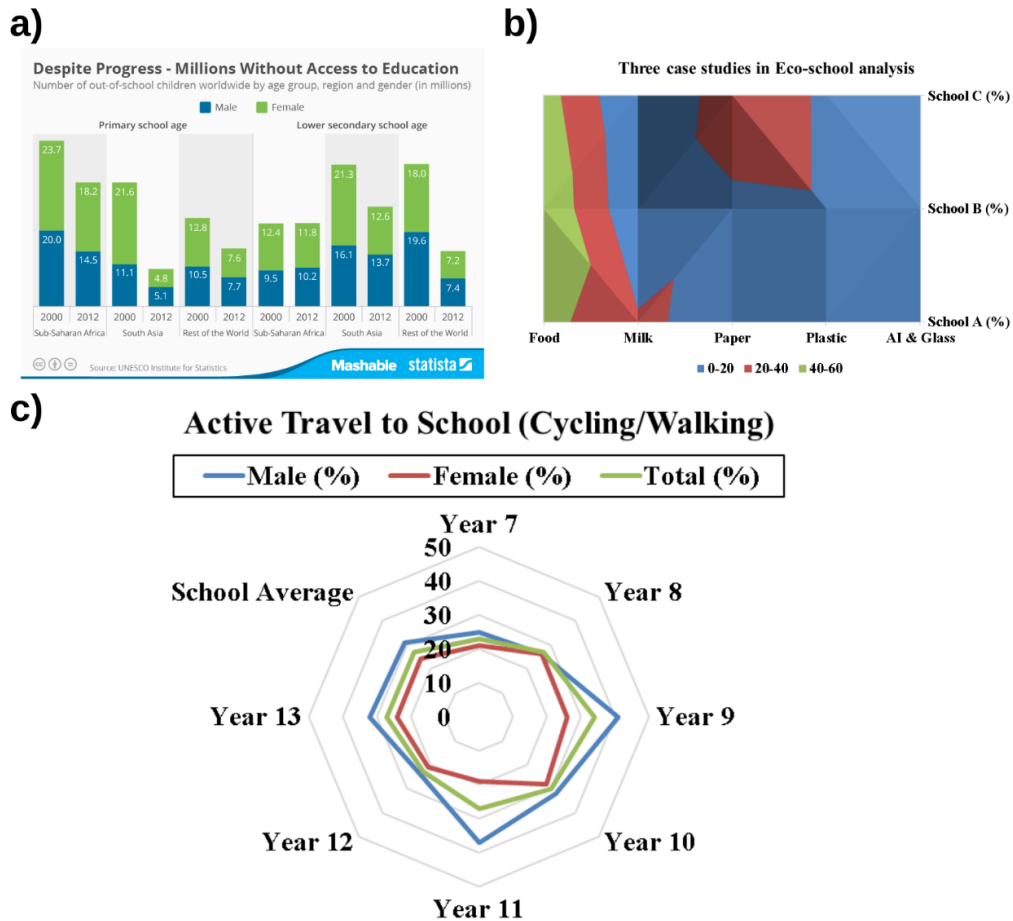 a)
Despite Progress - Millions Without Access to Education
Number of out-of-school children worldwide by age group, region and gender (in millions)
Male Female
Primary school age Lower secondary school age
23.7 18.2 21.6 4.8 12.8 7.6 12.4 11.8 21.3 12.6 18.0 7.2
20.0 14.5 11.1 5.1 10.5 7.7 9.5 10.2 16.1 13.7 19.6 7.4
2000 2012 2000 2012 2000 2012 2000 2012 2000 2012 2000 2012
Sub-Saharan Africa South Asia Rest of the World Sub-Saharan Africa South Asia Rest of the World
cc
Source: UNESCO Institute for Statistics
Mashable statista
b)
Three case studies in Eco-school analysis
School C (%)
School B (%)
School A (%)
Food Milk Paper Plastic AI & Glass
0-20 20-40 40-60
c)
Active Travel to School (Cycling/Walking)
Male (%) Female (%) Total (%)
Year 7
50
40
30
20
10
0
Year 8
Year 9
Year 10
Year 11
Year 12
Year 13
School Average